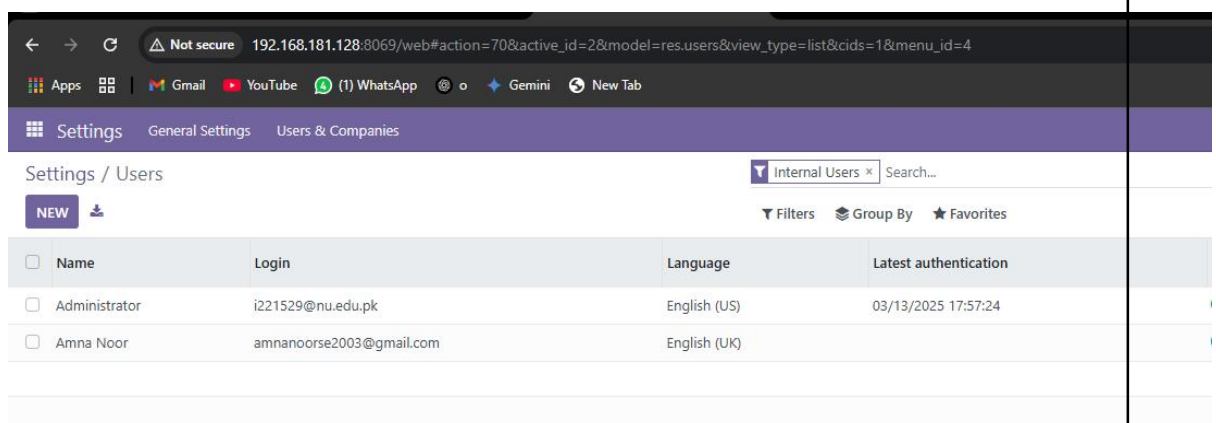 Not secure 192.168.181.128:8069/web#action=70&active_id=2&model=res.users&view_type=list&cids=1&menu_id=4
Apps Gmail YouTube (1) WhatsApp o Gemini New Tab
Settings General Settings Users & Companies
Settings / Users Internal Users × Search...
NEW Filters Group By Favorites
Name Login Language Latest authentication
Administrator i221529@nu.edu.pk English (US) 03/13/2025 17:57:24
Amna Noor amnanoorse2003@gmail.com English (UK)